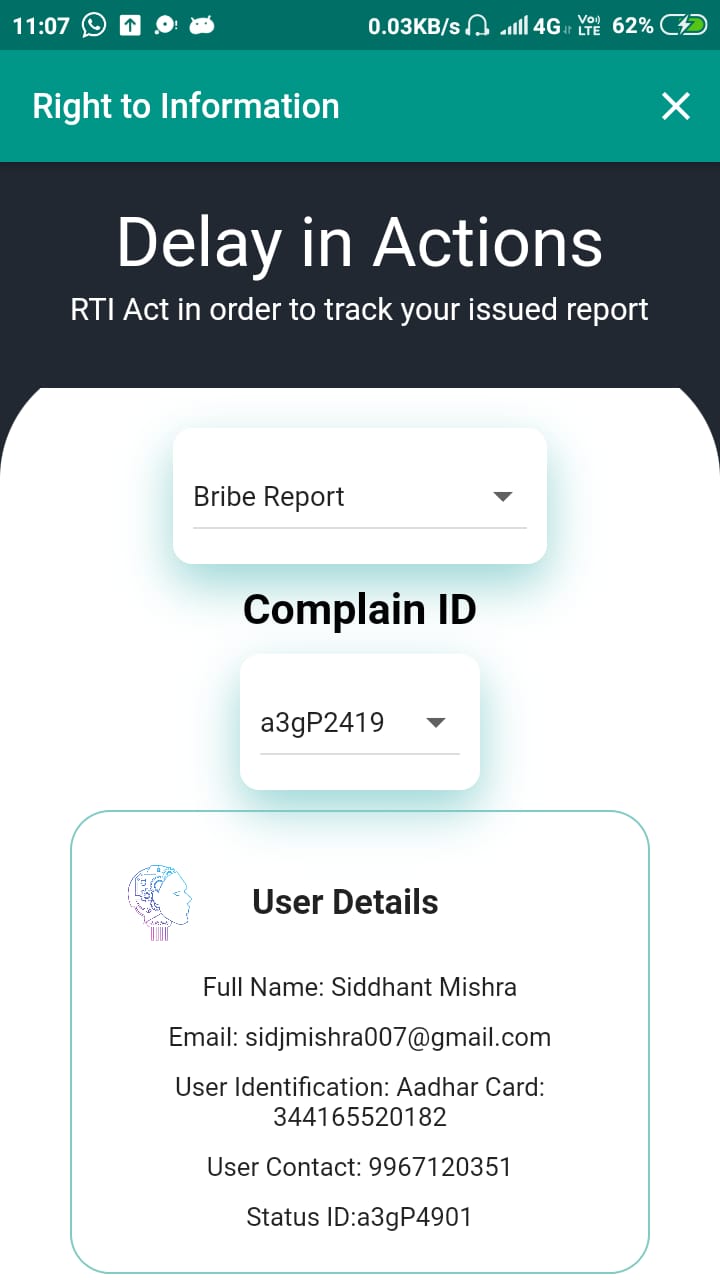 11:07 0.03KB/s 4G Vo) LTE 62%
Right to Information
Delay in Actions
RTI Act in order to track your issued report
Bribe Report
Complain ID
a3gP2419
User Details
Full Name: Siddhant Mishra
Email: sidjmishra007@gmail.com
User Identification: Aadhar Card:
344165520182
User Contact: 9967120351
Status ID:a3gP4901